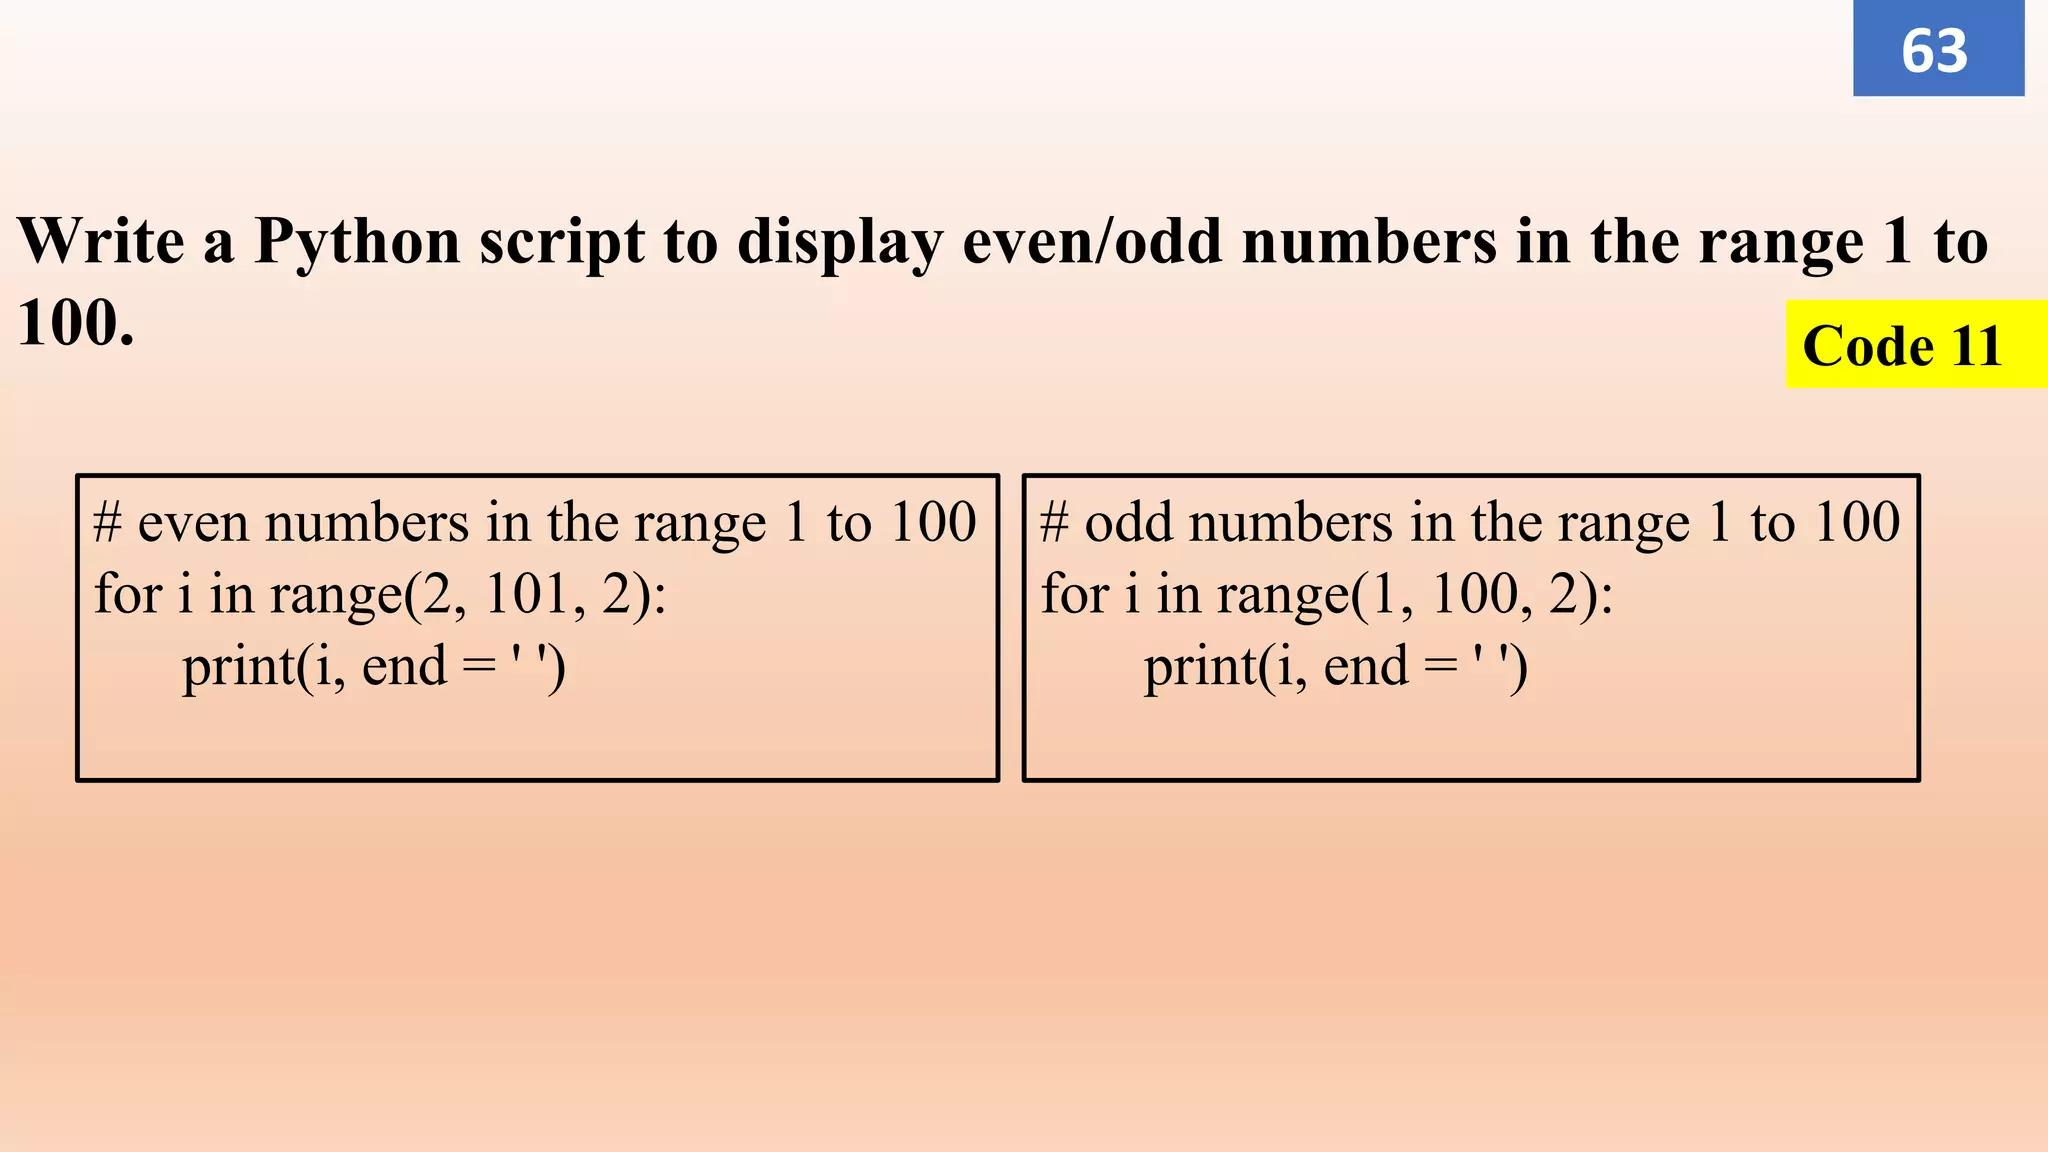 63
Write a Python script to display even/odd numbers in the range 1 to
100.
Code 11
# even numbers in the range 1 to 100
for i in range(2, 101, 2):
print(i, end = ' ')
# odd numbers in the range 1 to 100
for i in range(1, 100, 2):
print(i, end = ' ')